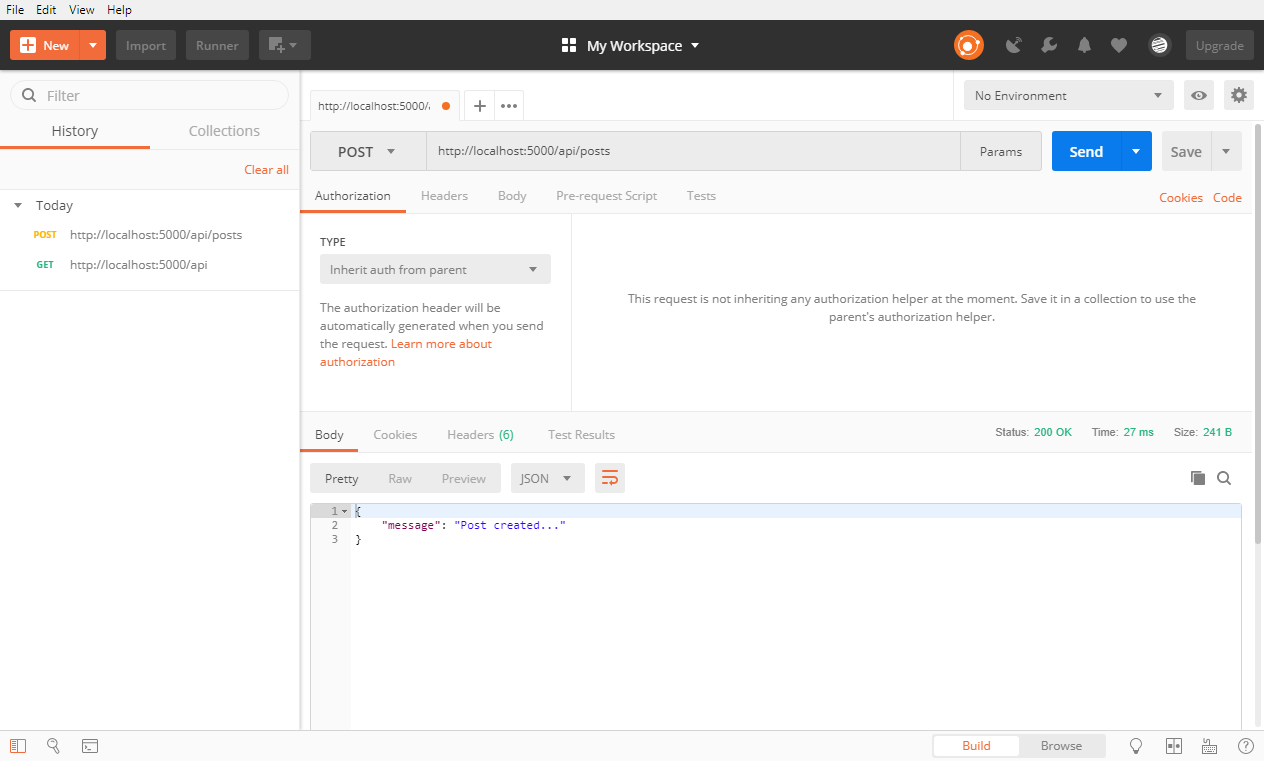 File Edit View Help
New Import Runner My Workspace Upgrade
Filter
History Collections
Clear all
Today
POST http://localhost:5000/api/posts
GET http://localhost:5000/api
http://localhost:5000/a ••• No Environment
POST http://localhost:5000/api/posts Params Send Save
Authorization Headers Body Pre-request Script Tests Cookies Code
TYPE
Inherit auth from parent
The authorization header will be
automatically generated when you send
the request. Learn more about
authorization
This request is not inheriting any authorization helper at the moment. Save it in a collection to use the
parent's authorization helper.
Body Cookies Headers (6) Test Results Status: 200 OK Time: 27 ms Size: 241 B
Pretty Raw Preview JSON
1 {
2 "message": "Post created..."
3 }
Build Browse